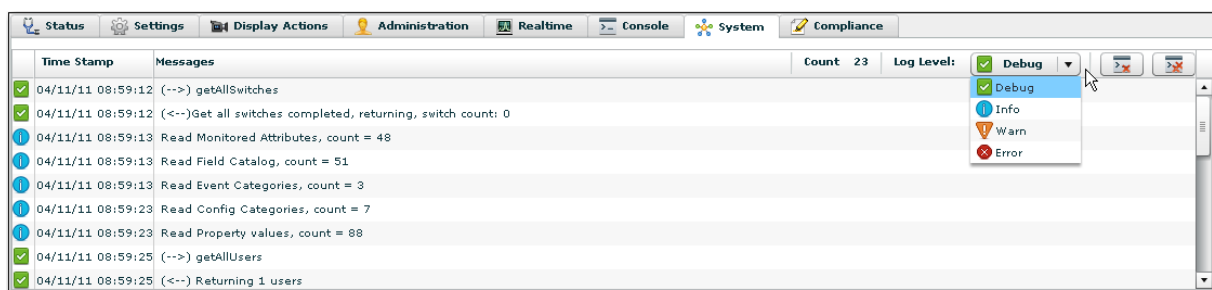 Status Settings Display Actions Administration Realtime Console System Compliance
Time Stamp Messages Count 23 Log Level: Debug
Debug
Info
Warn
Error
04/11/11 08:59:12 (-->) getAllSwitches
04/11/11 08:59:12 (<--)Get all switches completed, returning, switch count: 0
04/11/11 08:59:13 Read Monitored Attributes, count = 48
04/11/11 08:59:13 Read Field Catalog, count = 51
04/11/11 08:59:13 Read Event Categories, count = 3
04/11/11 08:59:23 Read Config Categories, count = 7
04/11/11 08:59:23 Read Property values, count = 88
04/11/11 08:59:25 (-->) getAllUsers
04/11/11 08:59:25 (<--) Returning 1 users